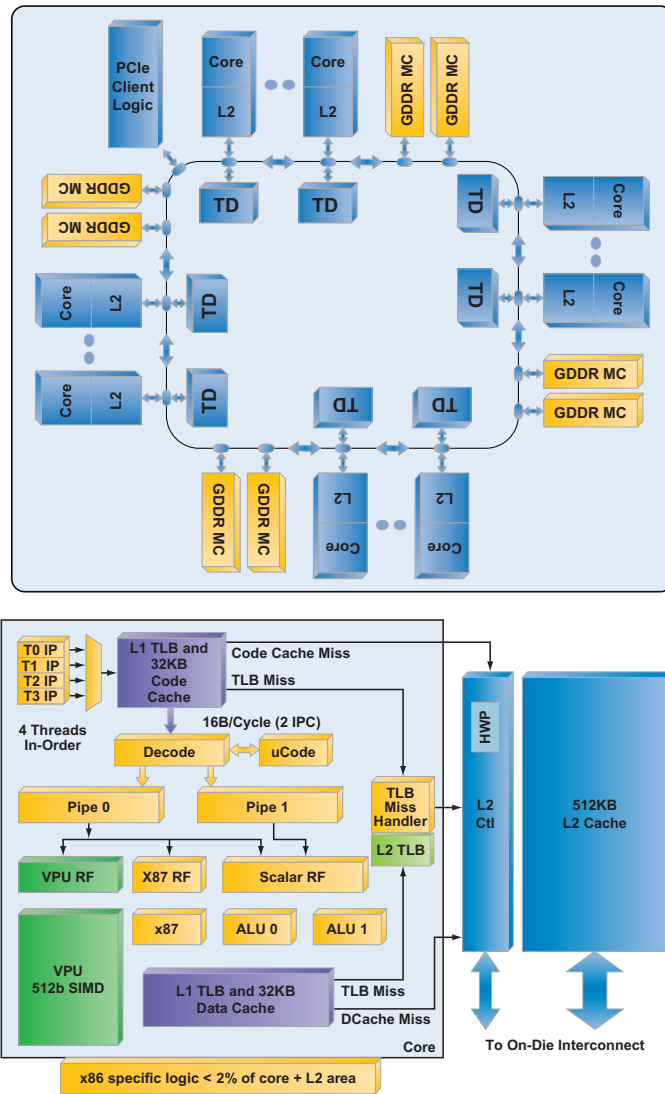 PCIe
Client
Logic
Core
L2
Core
L2
GDDR MC
GDDR MC
TD
TD
GDDR MC
GDDR MC
TD
L2
Core
TD
L2
Core
Core
L2
TD
Core
L2
TD
GDDR MC
GDDR MC
TD
TD
GDDR MC
GDDR MC
L2
Core
L2
Core
T0 IP
T1 IP
T2 IP
T3 IP
4 Threads
In-Order
L1 TLB and
32KB
Code
Cache
Code Cache Miss
TLB Miss
16B/Cycle (2 IPC)
Decode
uCode
Pipe 0
Pipe 1
TLB
Miss
Handler
L2 TLB
HWP
L2
Ctl
512KB
L2 Cache
VPU RF
X87 RF
Scalar RF
VPU
512b SIMD
x87
ALU 0
ALU 1
L1 TLB and 32KB
Data Cache
TLB Miss
DCache Miss
Core
To On-Die Interconnect
x86 specific logic < 2% of core + L2 area